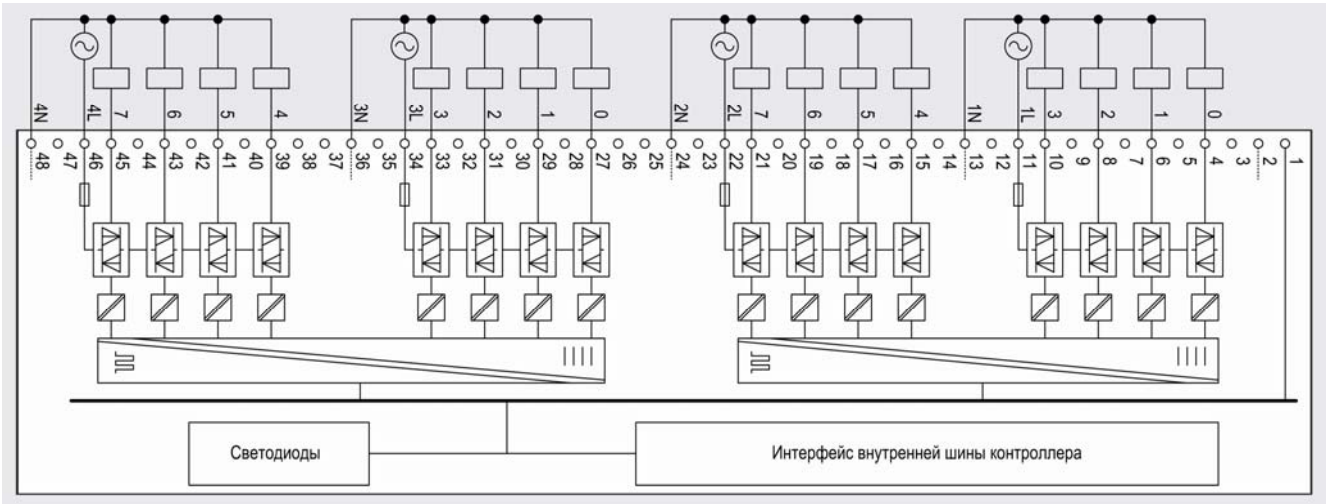 4N 4L 7 6 5 4 3N 3L 3 2 1 0 2N 2L 7 6 5 4 1N 1L 3 2 1 0
48 47 46 45 44 43 42 41 40 39 38 37 36 35 34 33 32 31 30 29 28 27 26 25 24 23 22 21 20 19 18 17 16 15 14 13 12 11 10 9 8 7 6 5 4 3 2 1
Светодиоды
Интерфейс внутренней шины контроллера